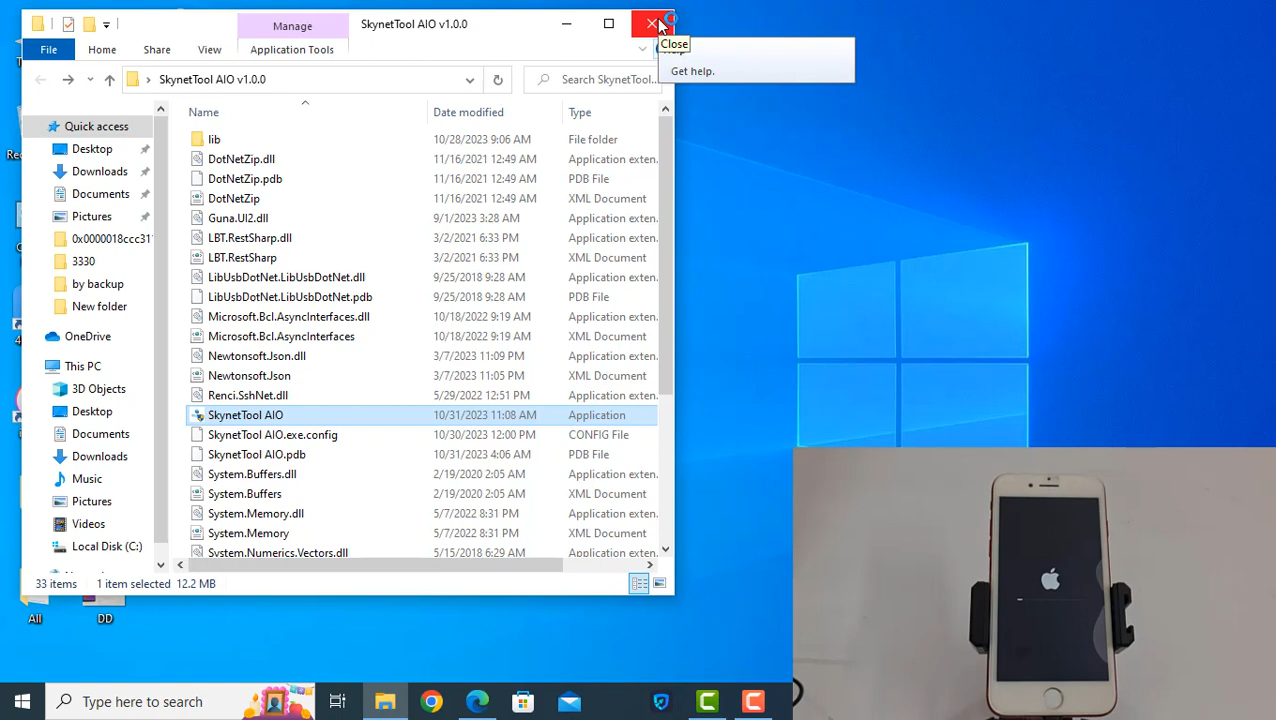 Manage
SkynetTool AIO v1.0.0
File
Home
Share
View
Application Tools
Close
Get help.
SkynetTool AIO v1.0.0
Search SkynetTool...
Name
Date modified
Type
Quick access
Desktop
Downloads
Documents
Pictures
0x0000018ccc31
3330
by backup
New folder
OneDrive
This PC
3D Objects
Desktop
Documents
Downloads
Music
Pictures
Videos
Local Disk (C:)
lib 10/28/2023 9:06 AM File folder
DotNetZip.dll 11/16/2021 12:49 AM Application exten.
DotNetZip.pdb 11/16/2021 12:49 AM PDB File
DotNetZip 11/16/2021 12:49 AM XML Document
Guna.UI2.dll 9/1/2023 3:28 AM Application exten.
LBT.RestSharp.dll 3/2/2021 6:33 PM Application exten.
LBT.RestSharp 3/2/2021 6:33 PM XML Document
LibUsbDotNet.LibUsbDotNet.dll 9/25/2018 9:28 AM Application exten.
LibUsbDotNet.LibUsbDotNet.pdb 9/25/2018 9:28 AM PDB File
Microsoft.Bcl.AsyncInterfaces.dll 10/18/2022 9:19 AM Application exten.
Microsoft.Bcl.AsyncInterfaces 10/18/2022 9:19 AM XML Document
Newtonsoft.Json.dll 3/7/2023 11:09 PM Application exten.
Newtonsoft.Json 3/7/2023 11:05 PM XML Document
Renci.SshNet.dll 5/29/2022 12:51 PM Application exten.
SkynetTool AIO 10/31/2023 11:08 AM Application
SkynetTool AIO.exe.config 10/30/2023 12:00 PM CONFIG File
SkynetTool AIO.pdb 10/31/2023 4:06 AM PDB File
System.Buffers.dll 2/19/2020 2:05 AM Application exten.
System.Buffers 2/19/2020 2:05 AM XML Document
System.Memory.dll 5/7/2022 8:31 PM Application exten.
System.Memory 5/7/2022 8:31 PM XML Document
System.Numerics.Vectors.dll 5/15/2018 6:29 AM Application exten.
33 items
1 item selected 12.2 MB
All
DD
Type here to search